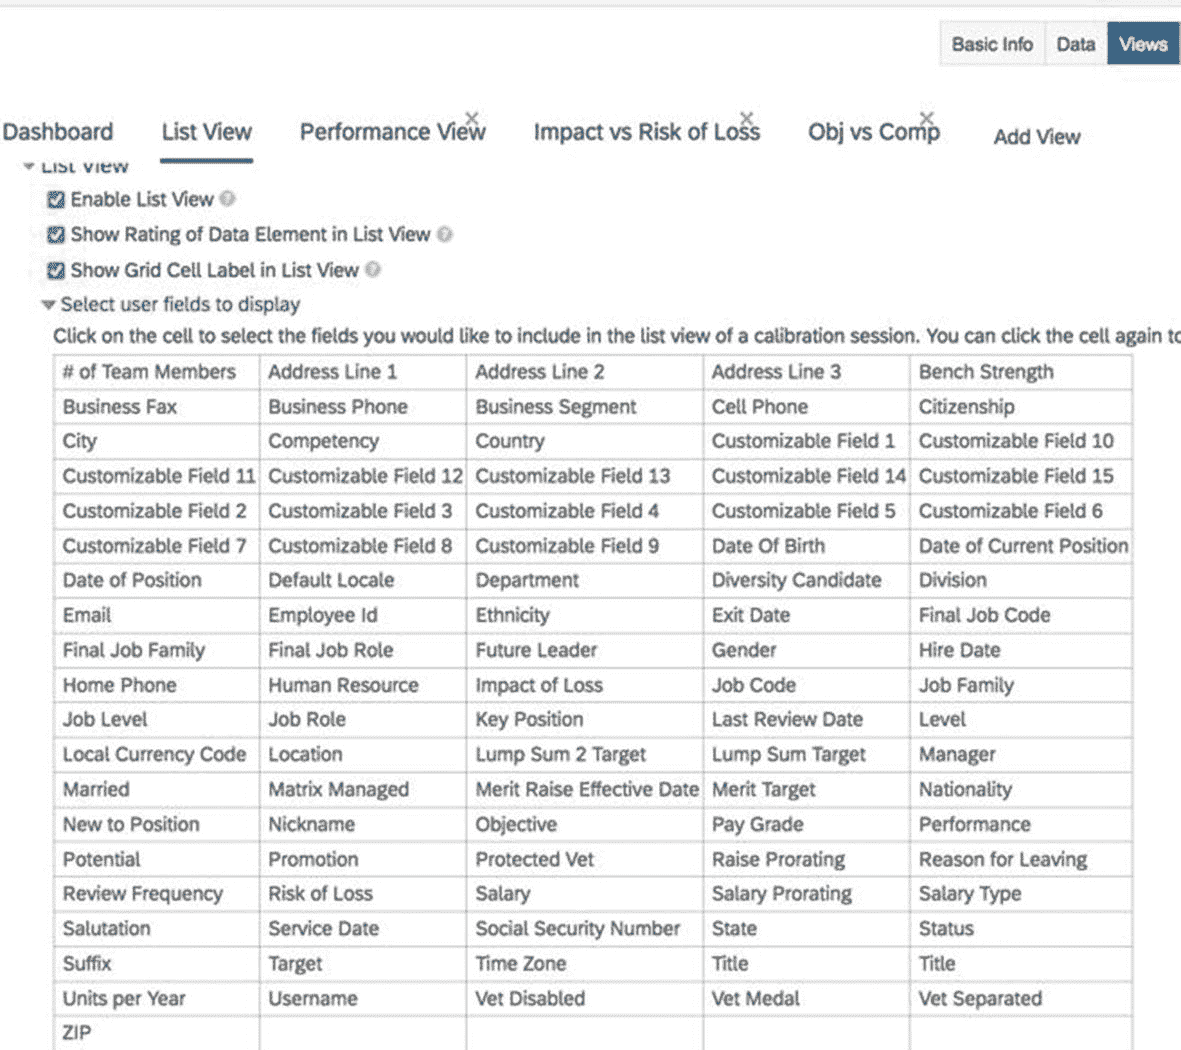 Basic Info Data Views
Dashboard List View Performance View Impact vs Risk of Loss Obj vs Comp Add View
List View
Enable List View
Show Rating of Data Element in List View
Show Grid Cell Label in List View
Select user fields to display
Click on the cell to select the fields you would like to include in the list view of a calibration session. You can click the cell again to
# of Team Members Address Line 1 Address Line 2 Address Line 3 Bench Strength
Business Fax Business Phone Business Segment Cell Phone Citizenship
City Competency Country Customizable Field 1 Customizable Field 10
Customizable Field 11 Customizable Field 12 Customizable Field 13 Customizable Field 14 Customizable Field 15
Customizable Field 2 Customizable Field 3 Customizable Field 4 Customizable Field 5 Customizable Field 6
Customizable Field 7 Customizable Field 8 Customizable Field 9 Date Of Birth Date of Current Position
Date of Position Default Locale Department Diversity Candidate Division
Email Employee Id Ethnicity Exit Date Final Job Code
Final Job Family Final Job Role Future Leader Gender Hire Date
Home Phone Human Resource Impact of Loss Job Code Job Family
Job Level Job Role Key Position Last Review Date Level
Local Currency Code Location Lump Sum 2 Target Lump Sum Target Manager
Married Matrix Managed Merit Raise Effective Date Merit Target Nationality
New to Position Nickname Objective Pay Grade Performance
Potential Promotion Protected Vet Raise Prorating Reason for Leaving
Review Frequency Risk of Loss Salary Salary Prorating Salary Type
Salutation Service Date Social Security Number State Status
Suffix Target Time Zone Title Title
Units per Year Username Vet Disabled Vet Medal Vet Separated
ZIP